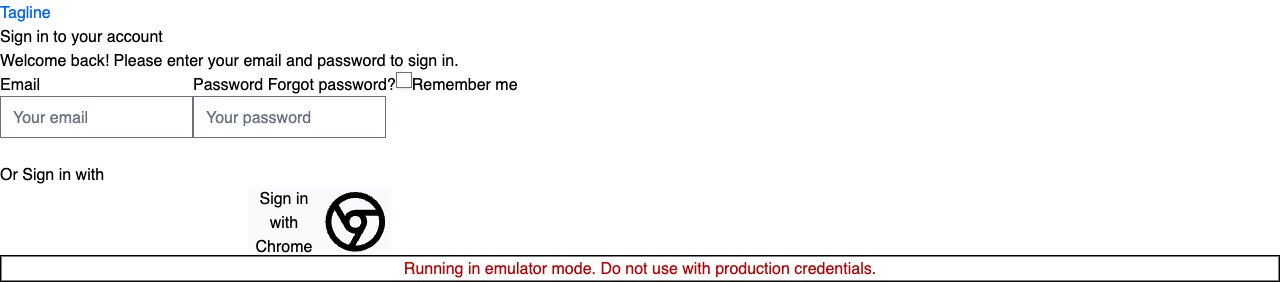 Tagline
Sign in to your account
Welcome back! Please enter your email and password to sign in.
Email
Your email
Password Forgot password?
Your password
Remember me
Or Sign in with
Sign in
with
Chrome
Running in emulator mode. Do not use with production credentials.